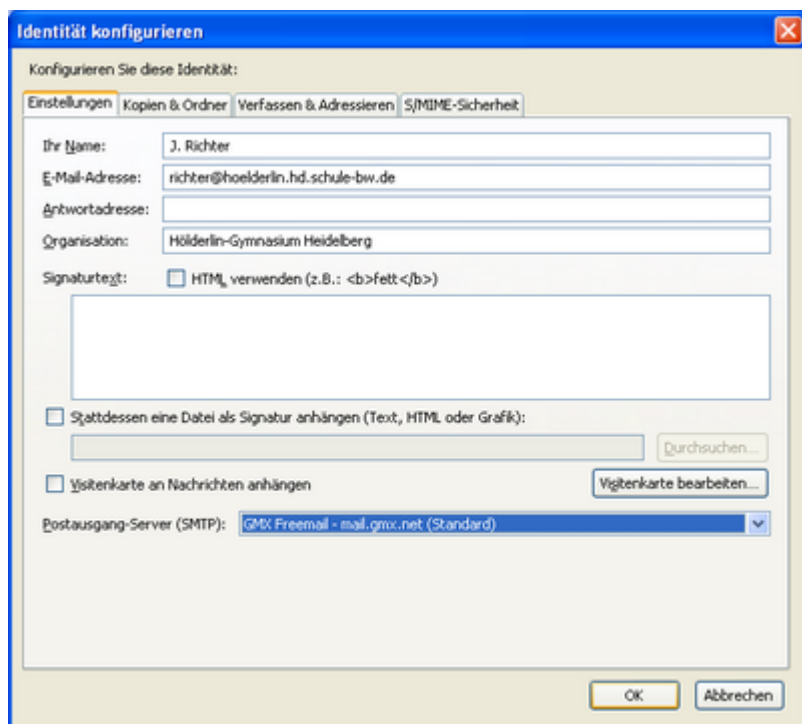 Identität konfigurieren
Konfigurieren Sie diese Identität:
Einstellungen Kopien & Ordner Verfassen & Adressieren S/MIME-Sicherheit
Ihr Name: J. Richter
E-Mail-Adresse: richter@hoelderlin.hd.schule-bw.de
Antwortadresse:
Organisation: Hölderlin-Gymnasium Heidelberg
Signaturtext: HTML verwenden (z.B.: <b>fett</b>)
Stattdessen eine Datei als Signatur anhängen (Text, HTML oder Grafik):
Durchsuchen...
Visitenkarte an Nachrichten anhängen Visitenkarte bearbeiten...
Postausgang-Server (SMTP): GMX Freemail - mail.gmx.net (Standard)
OK Abbrechen